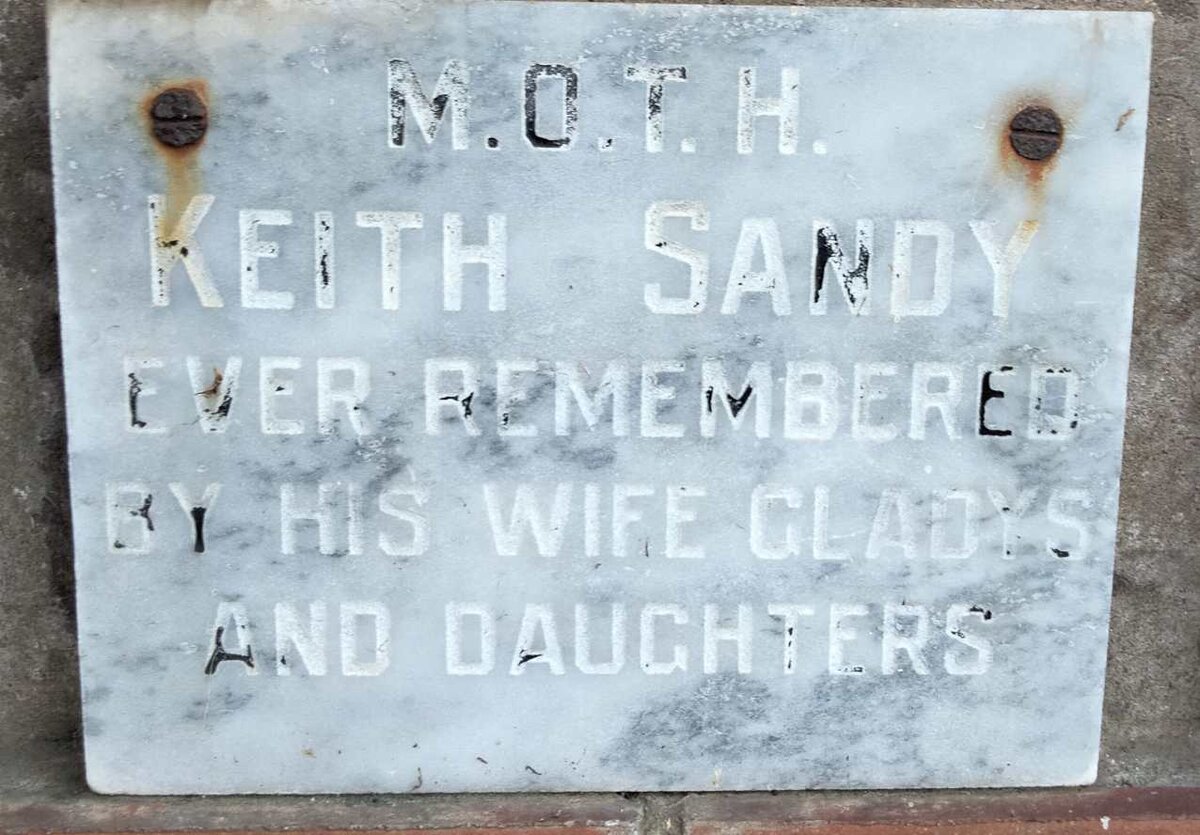 M.O.T.H.
KEITH SANDY
EVER REMEMBERED
BY HIS WIFE GLADYS
AND DAUGHTERS